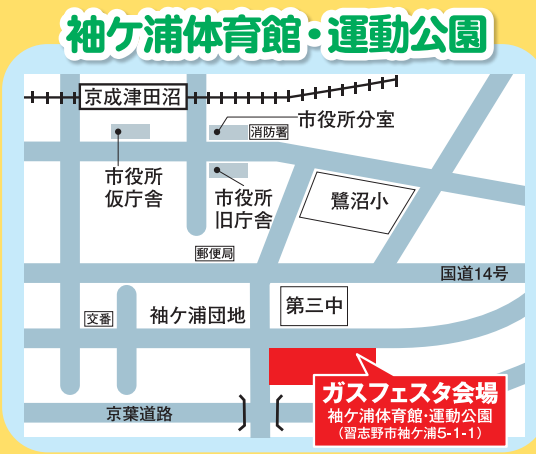 袖ケ浦体育館・運動公園
京成津田沼
市役所分室
消防署
市役所
仮庁舎
市役所
旧庁舎
鷺沼小
郵便局
国道14号
第三中
交番
袖ケ浦団地
ガスフェスタ会場
袖ケ浦体育館・運動公園
（習志野市袖ケ浦5-1-1）
京葉道路